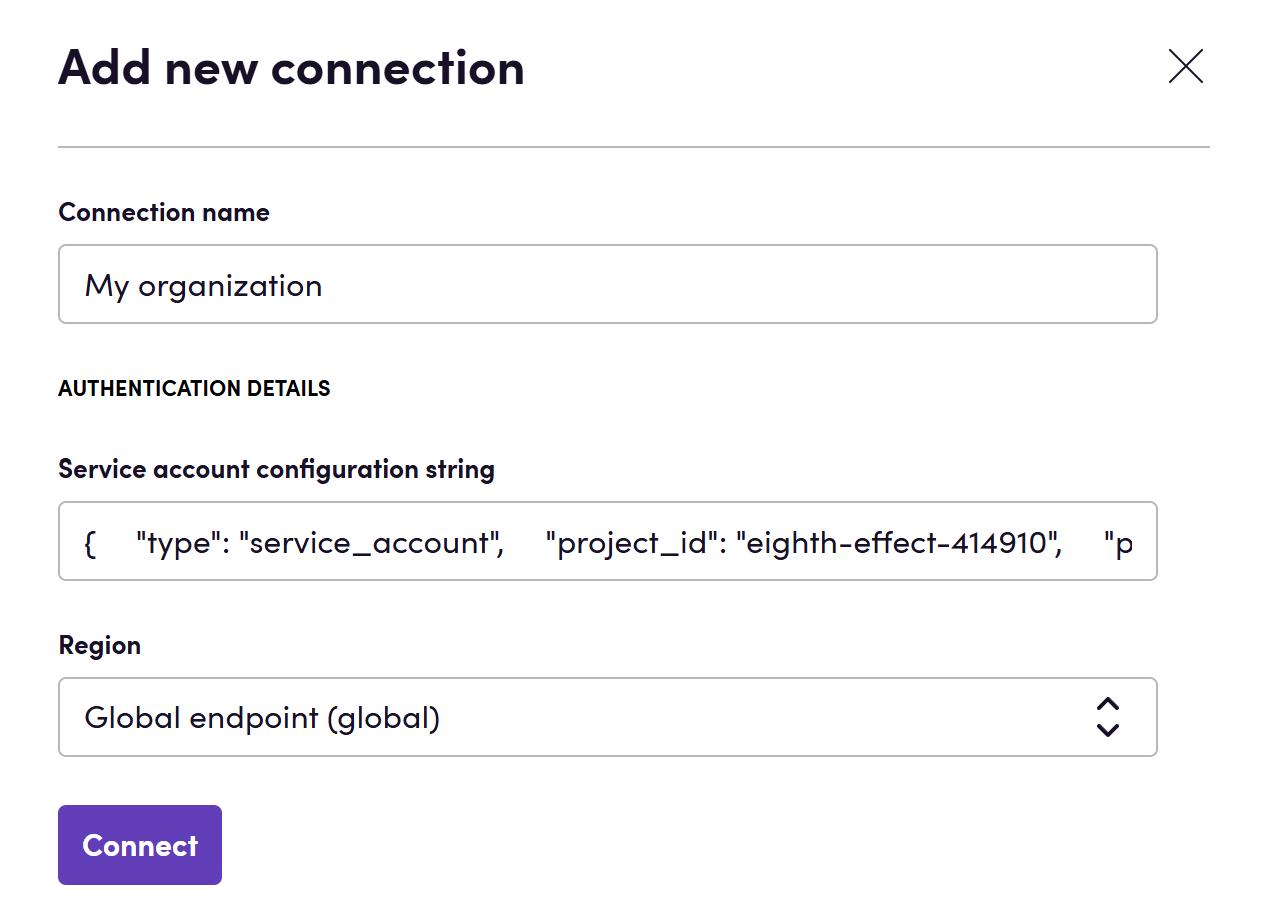 Add new connection
Connection name
My organization
AUTHENTICATION DETAILS
Service account configuration string
{ "type": "service_account", "project_id": "eighth-effect-414910", "p
Region
Global endpoint (global)
Connect